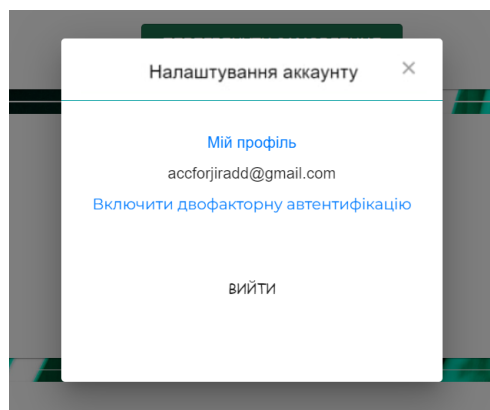 Налаштування аккаунту ×
Мій профіль
accforjiradd@gmail.com
Включити двофакторну автентифікацію
ВИЙТИ